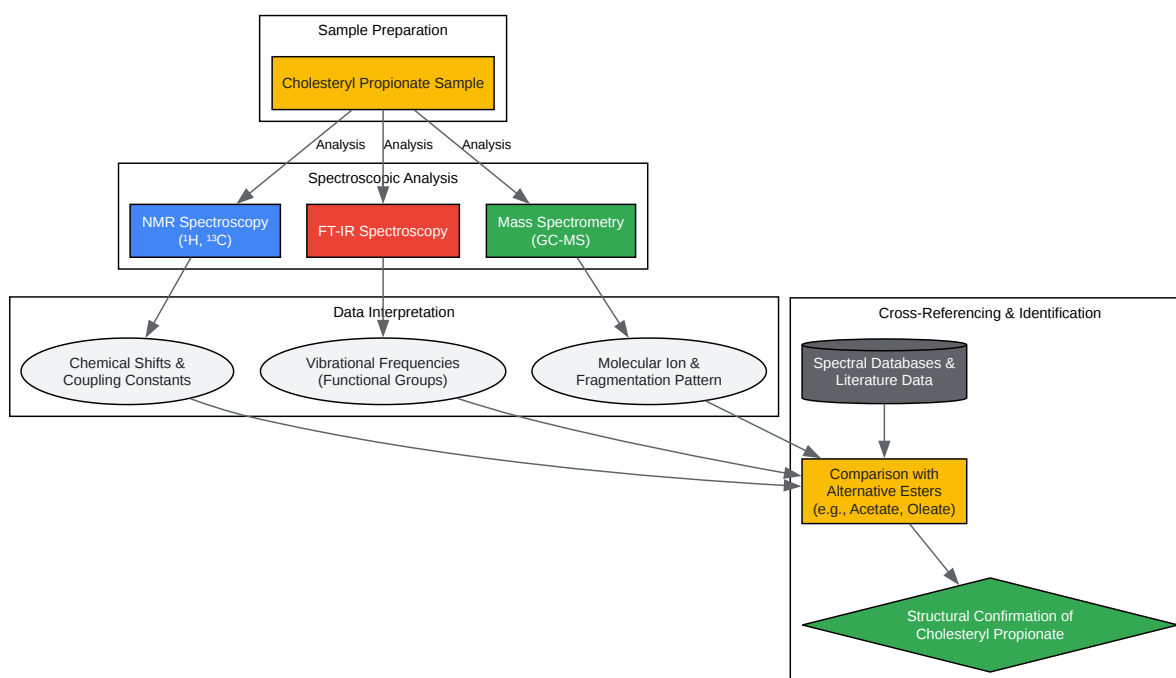 Sample Preparation
Cholesteryl Propionate Sample
Analysis
Analysis
Analysis
Spectroscopic Analysis
NMR Spectroscopy
(¹H, ¹³C)
FT-IR Spectroscopy
Mass Spectrometry
(GC-MS)
Data Interpretation
Chemical Shifts &
Coupling Constants
Vibrational Frequencies
(Functional Groups)
Molecular Ion &
Fragmentation Pattern
Cross-Referencing & Identification
Spectral Databases &
Literature Data
Comparison with
Alternative Esters
(e.g., Acetate, Oleate)
Structural Confirmation of
Cholesteryl Propionate